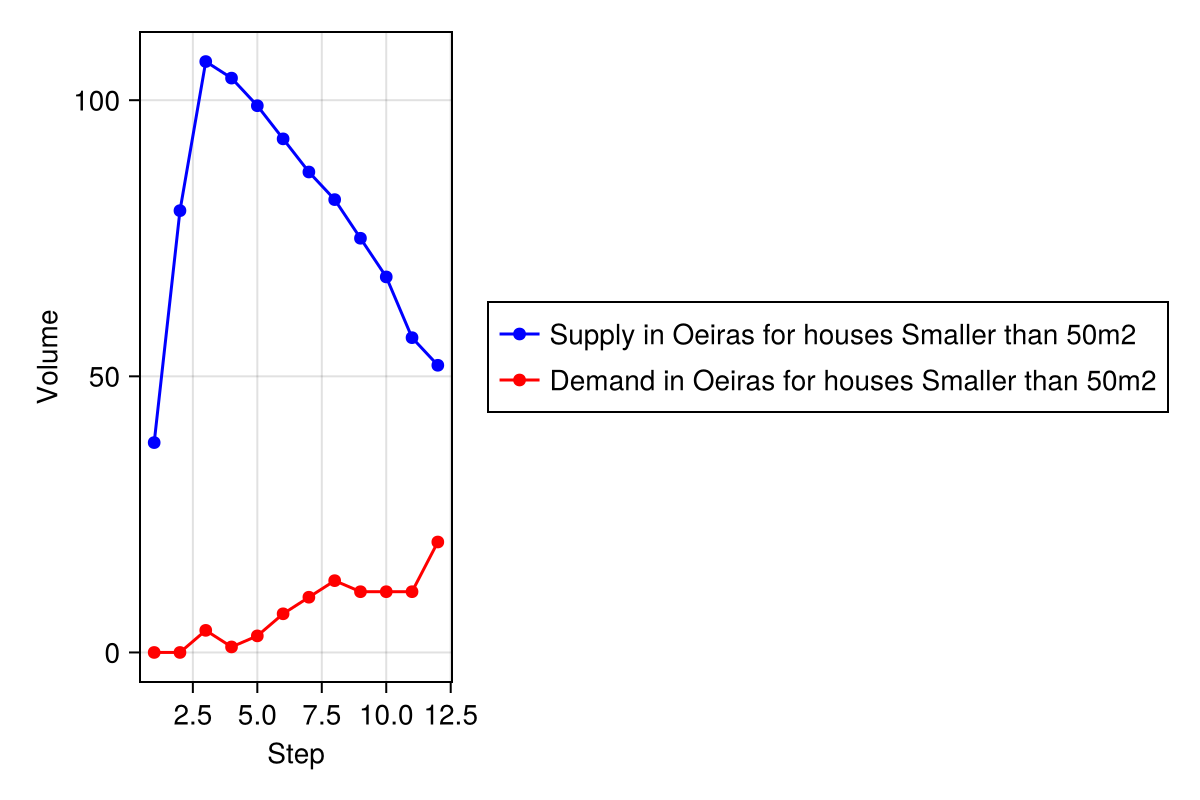 Volume
100
50
0
2.5 5.0 7.5 10.0 12.5
Step
Supply in Oeiras for houses Smaller than 50m2
Demand in Oeiras for houses Smaller than 50m2